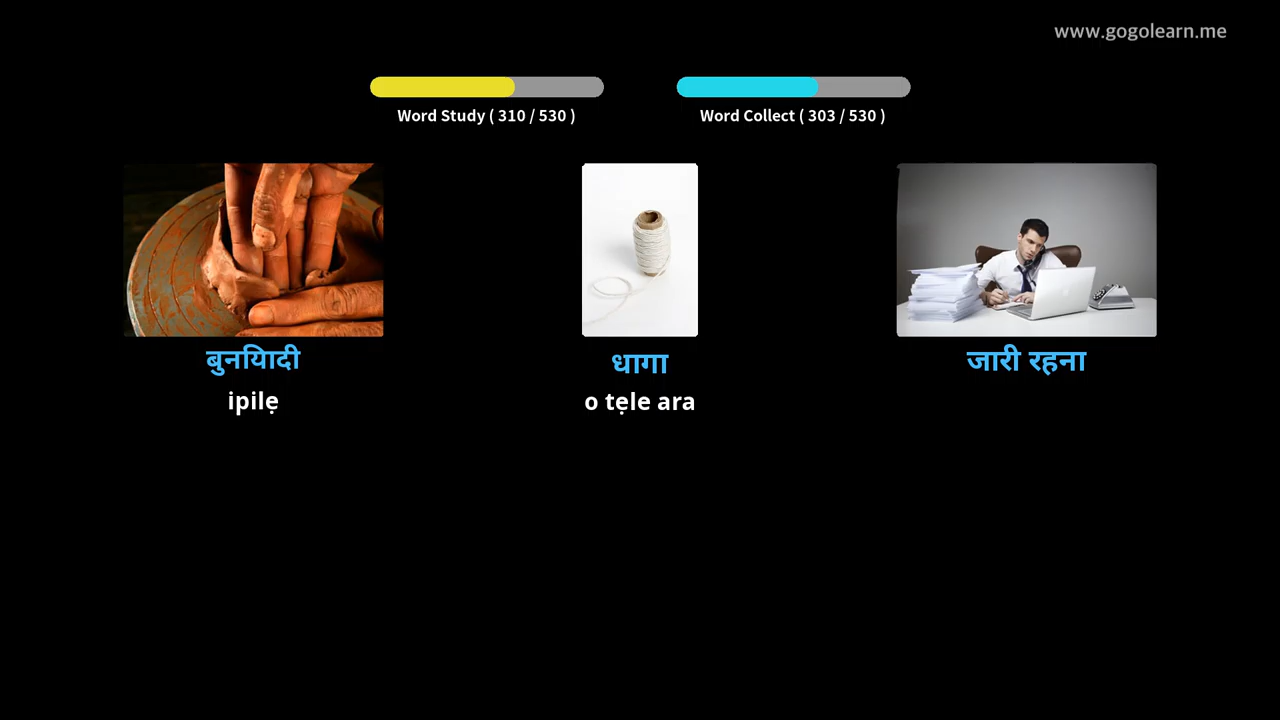 www.gogolearn.me
Word Study ( 310 / 530 )
Word Collect ( 303 / 530 )
बुनियादी
धागा
जारी रहना
ipilẹ
o tẹle ara